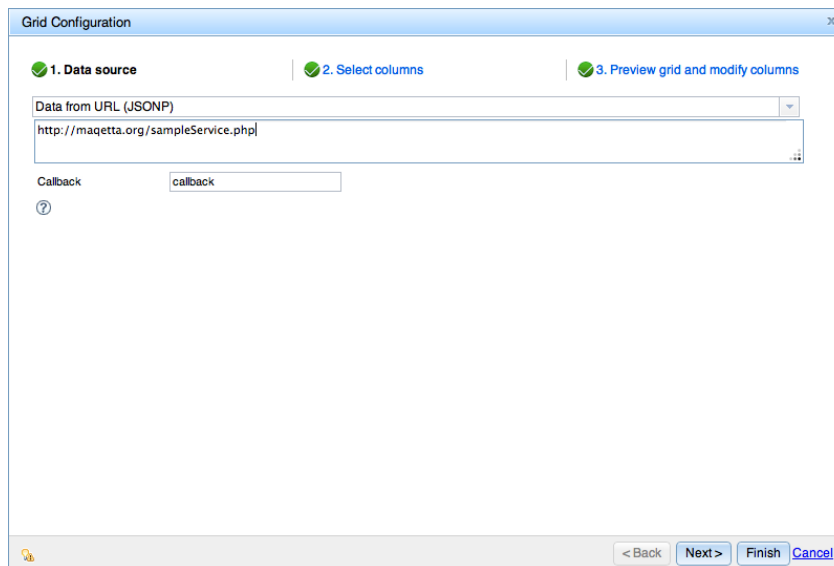 Grid Configuration
1. Data source 2. Select columns 3. Preview grid and modify columns
Data from URL (JSONP)
http://maqetta.org/sampleService.php
Callback callback
?
< Back Next > Finish Cancel